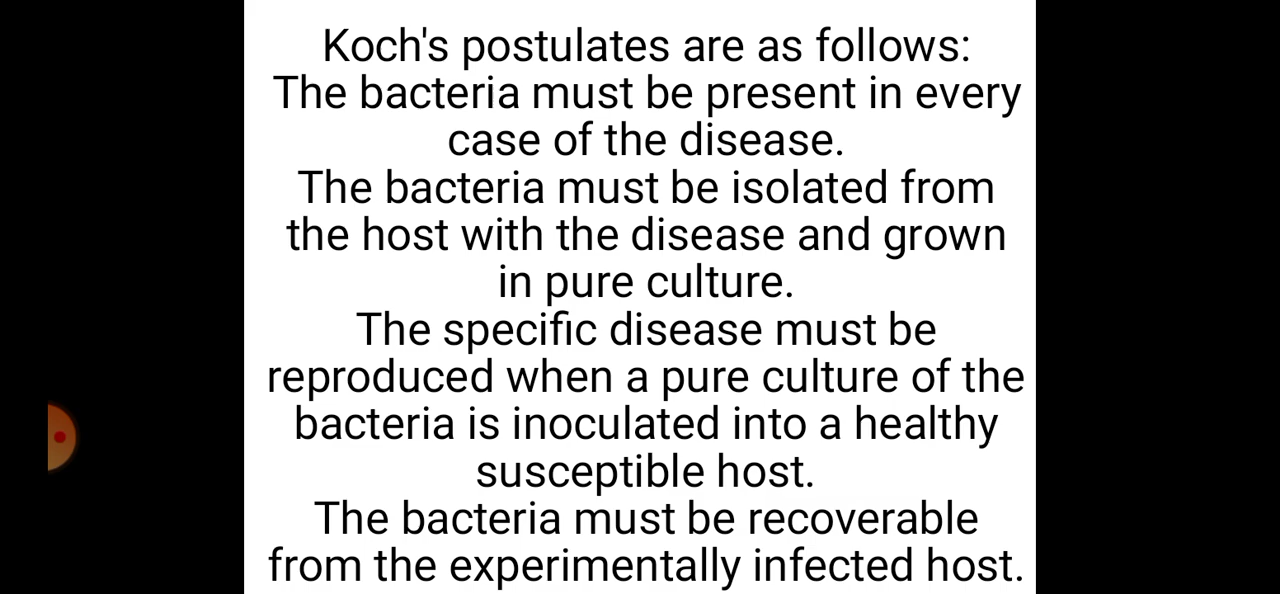 Koch's postulates are as follows:
The bacteria must be present in every
case of the disease.
The bacteria must be isolated from
the host with the disease and grown
in pure culture.
The specific disease must be
reproduced when a pure culture of the
bacteria is inoculated into a healthy
susceptible host.
The bacteria must be recoverable
from the experimentally infected host.